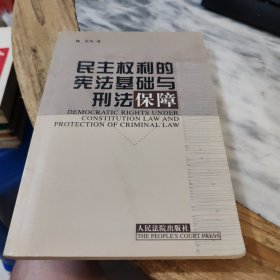 民主权利的
宪法基础与
刑法保障
DEMOCRATIC RIGHTS UNDER
CONSTITUTION LAW AND
PROTECTION OF CRIMINAL LAW
人民法院出版社
THE PEOPLE'S COURT PRESS